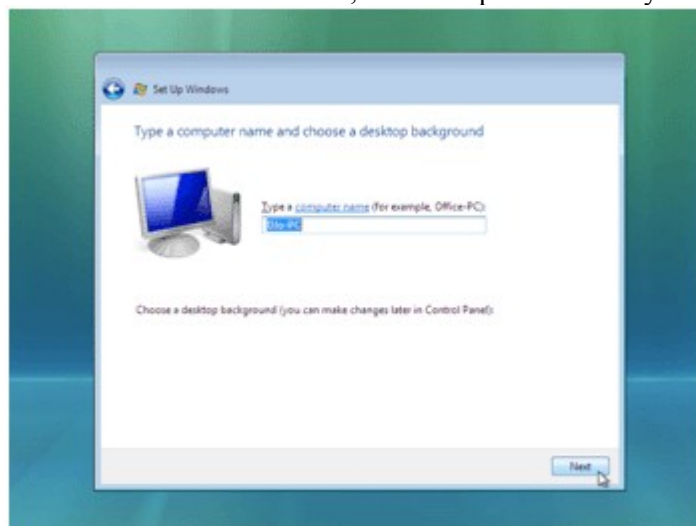 Set Up Windows
Type a computer name and choose a desktop background
Type a computer name (for example, Office-PC):
Choose a desktop background (you can make changes later in Control Panel):
Next